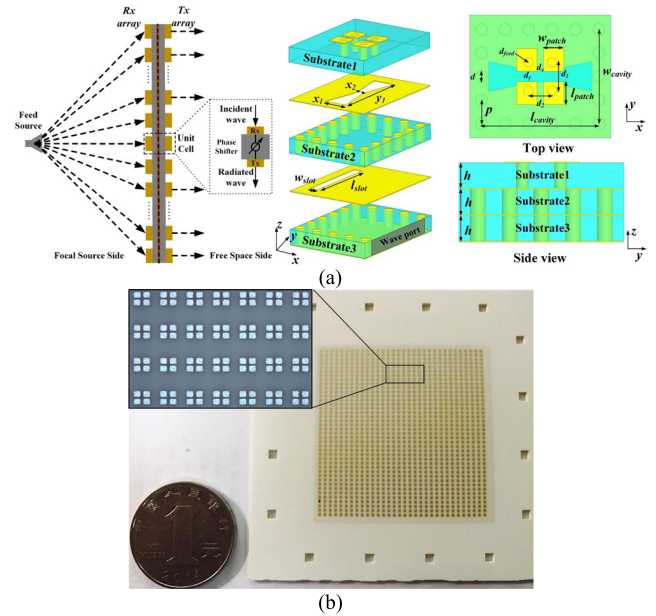 Rx
array
Tx
array
Feed
Source
Unit
Cell
Incident
wave
Rx
Phase
Shifter
Tx
Radiated
wave
Focal Source Side
Free Space Side
Substrate1
x2
x1
y1
Substrate2
wslot
lslot
Substrate3
Wave port
z
y
x
wpatch
dfeed
dx
d1
wcavity
d
dy
lpatch
d2
p
lcavity
Top view
y
x
h
Substrate1
h
Substrate2
h
Substrate3
Side view
z
y
(a)
1
元
(b)